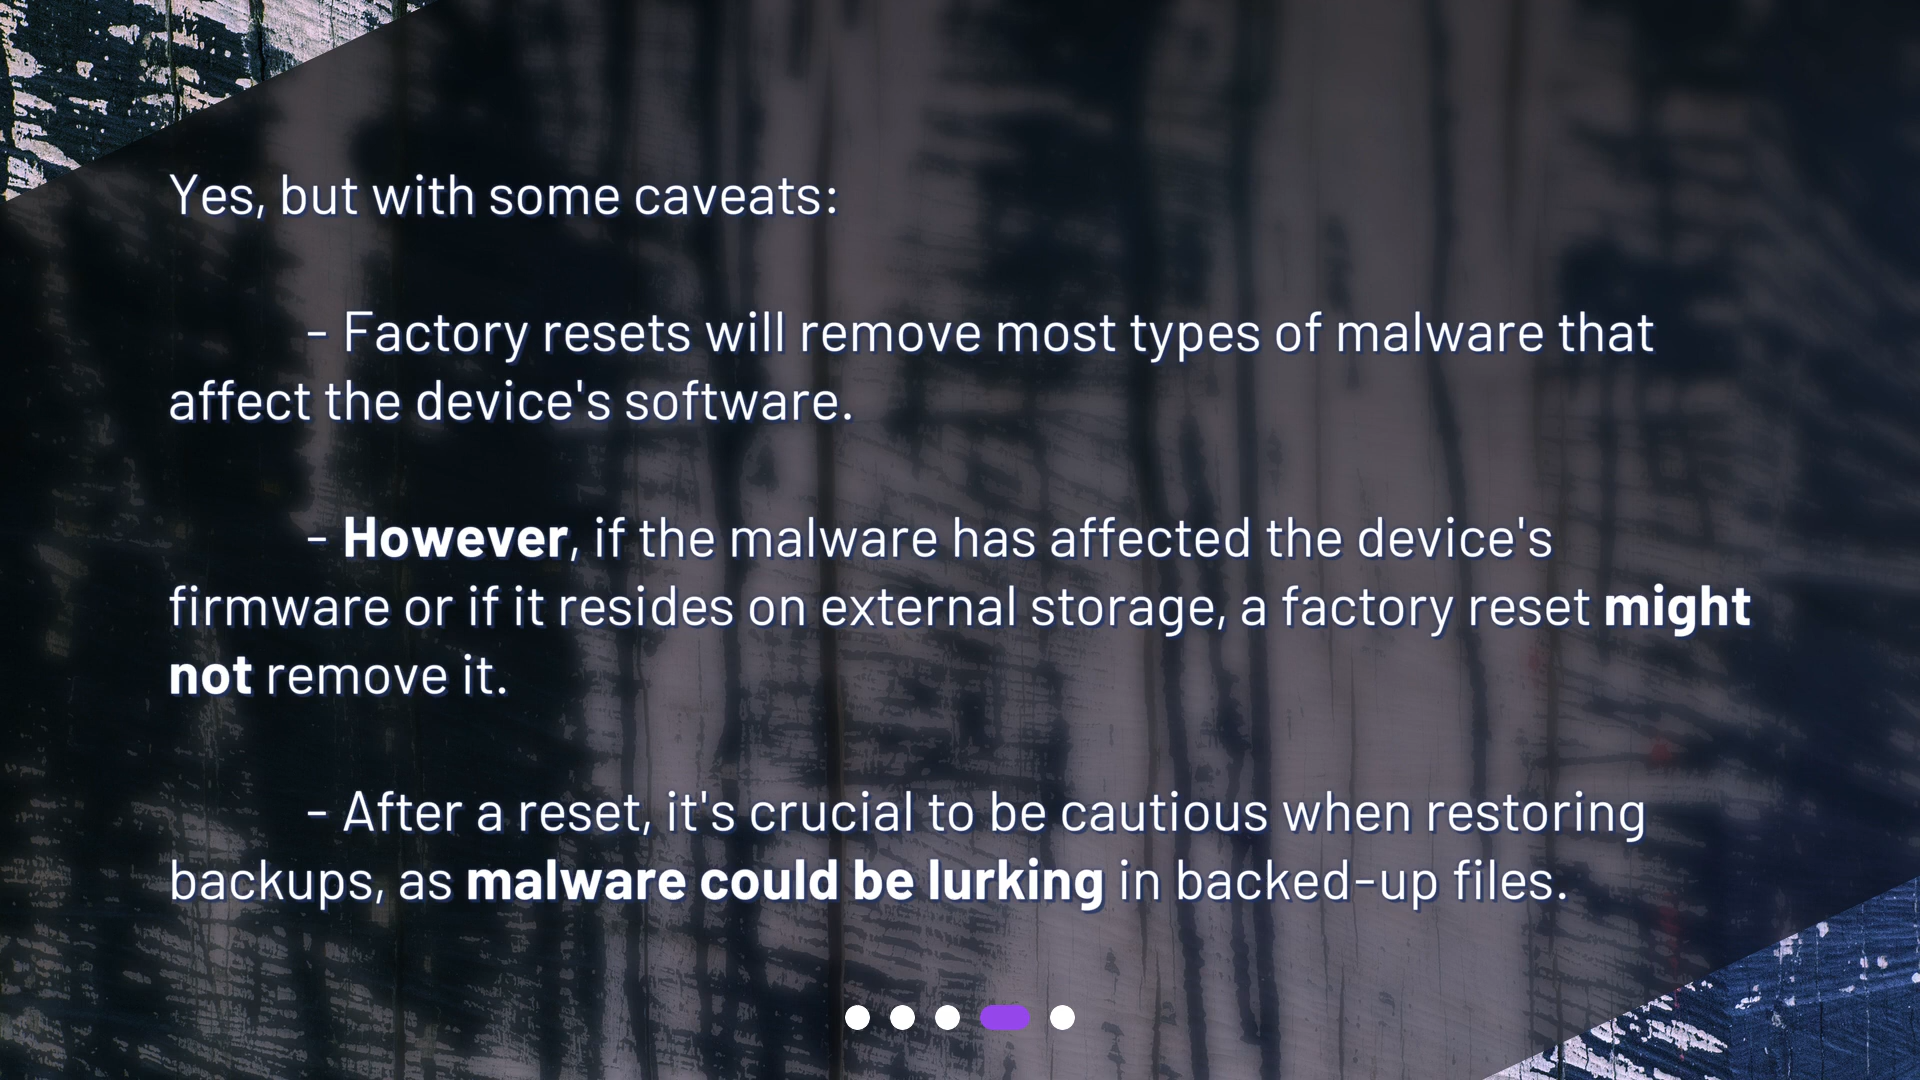 Yes, but with some caveats:
- Factory resets will remove most types of malware that
affect the device's software.
- However, if the malware has affected the device's
firmware or if it resides on external storage, a factory reset might
not remove it.
- After a reset, it's crucial to be cautious when restoring
backups, as malware could be lurking in backed-up files.